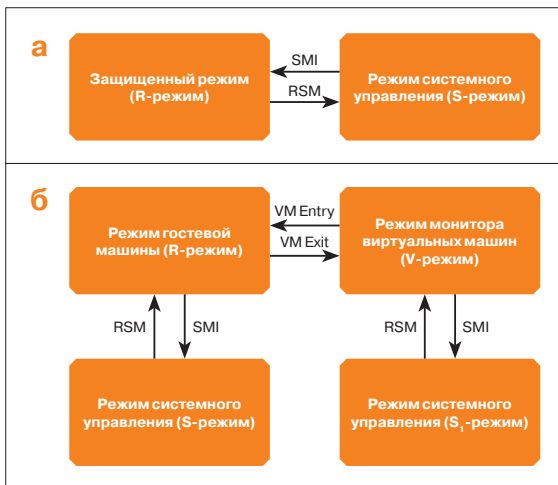 а
Защищенный режим
(R-режим)
SMI
RSM
Режим системного
управления (S-режим)
б
Режим гостевой
машины (R-режим)
VM Entry
VM Exit
Режим монитора
виртуальных машин
(V-режим)
RSM
SMI
RSM
SMI
Режим системного
управления (S-режим)
Режим системного
управления (S₁-режим)